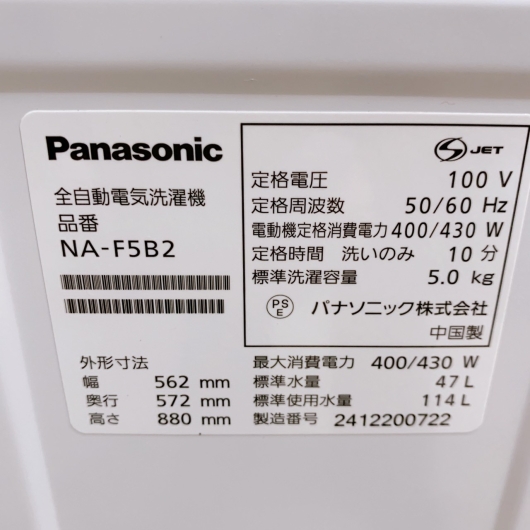 Panasonic
全自動電気洗濯機
品番
NA-F5B2
外形寸法
幅 562 mm
奥行 572 mm
高さ 880 mm
S JET
定格電圧 100 V
定格周波数 50/60 Hz
電動機定格消費電力 400/430 W
定格時間 洗いのみ 10 分
標準洗濯容量 5.0 kg
PS E パナソニック株式会社
中国製
最大消費電力 400/430 W
標準水量 47 L
標準使用水量 114 L
製造番号 2412200722